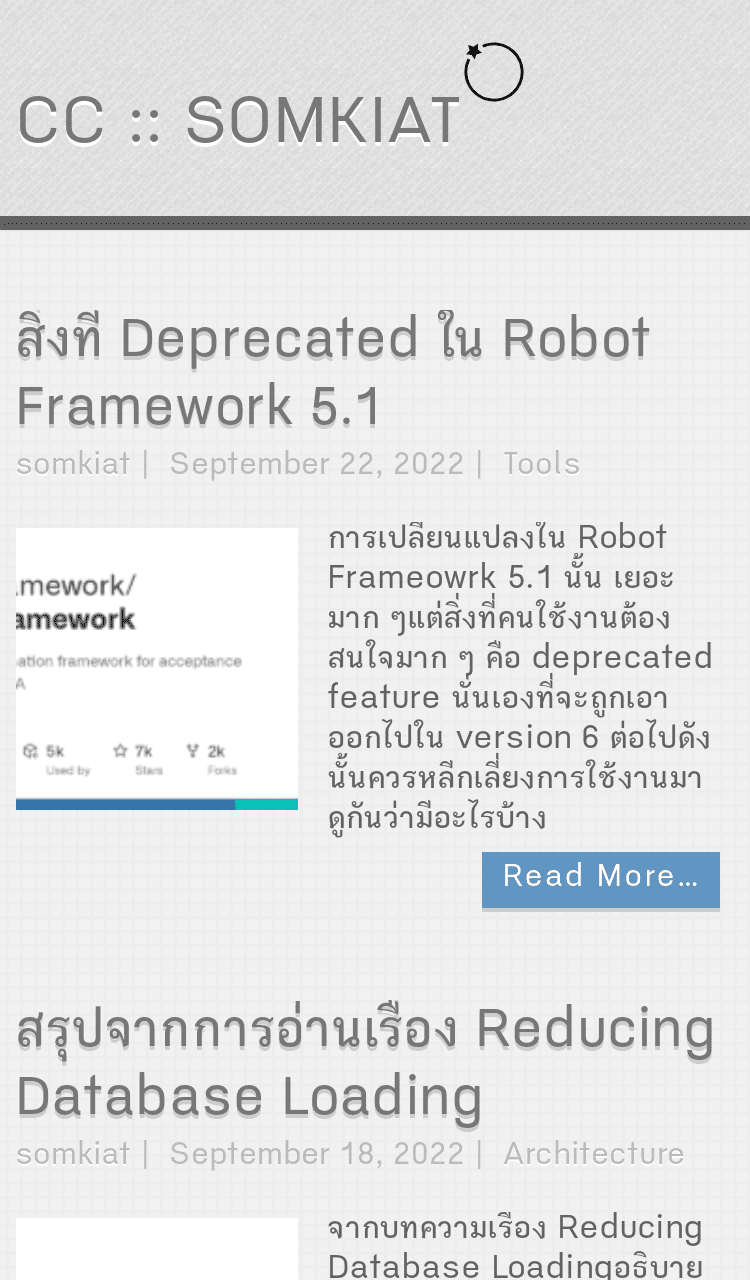 CC :: SOMKIAT
สิ่งที่ Deprecated ใน Robot
Framework 5.1
somkiat | September 22, 2022 | Tools
.mework/
amework
ation framework for acceptance
A
5k
7k
2k
Used by
Stars
Forks
การเปลี่ยนแปลงใน Robot
Frameowrk 5.1 นั้น เยอะ
มาก ๆแต่สิ่งที่คนใช้งานต้อง
สนใจมาก ๆ คือ deprecated
feature นั่นเองที่จะถูกเอา
ออกไปใน version 6 ต่อไปดัง
นั้นควรหลีกเลี่ยงการใช้งานมา
ดูกันว่ามีอะไรบ้าง
Read More…
สรุปจากการอ่านเรื่อง Reducing
Database Loading
somkiat | September 18, 2022 | Architecture
จากบทความเรื่อง Reducing
Database Loadingอธิบาย